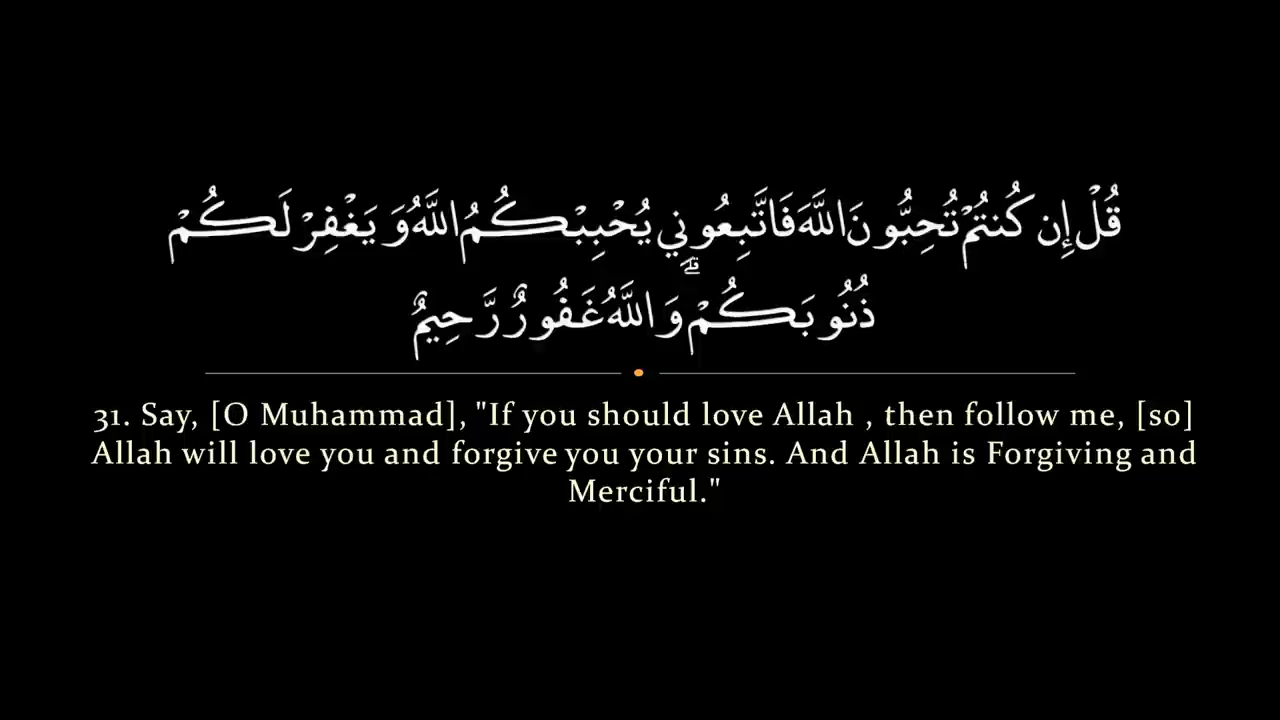 قُلْ إِن كُنتُمْ تُحِبُّونَ اللَّهَ فَاتَّبِعُونِي يُحْبِبْكُمُ اللَّهُ وَيَغْفِرْ لَكُمْ
ذُنُوبَكُمْ ۗ وَاللَّهُ غَفُورٌ رَّحِيمٌ
31. Say, [O Muhammad], "If you should love Allah , then follow me, [so]
Allah will love you and forgive you your sins. And Allah is Forgiving and
Merciful."